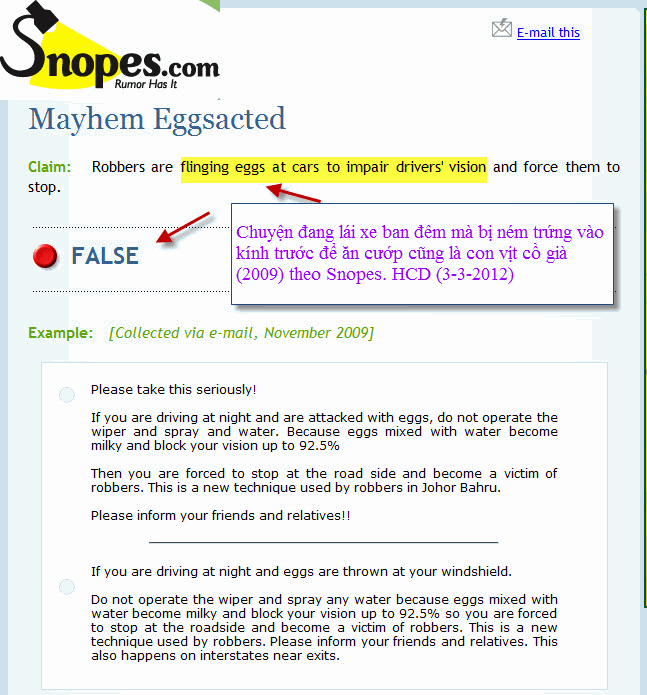 Snopes.com
Rumor Has It
E-mail this
Mayhem Eggsacted
Claim: Robbers are flinging eggs at cars to impair drivers' vision and force them to
stop.
FALSE
Chuyện đang lái xe ban đêm mà bị ném trứng vào
kính trước để ăn cướp cũng là con vịt cồ già
(2009) theo Snopes. HCD (3-3-2012)
Example: [Collected via e-mail, November 2009]
Please take this seriously!
If you are driving at night and are attacked with eggs, do not operate the
wiper and spray and water. Because eggs mixed with water become
milky and block your vision up to 92.5%
Then you are forced to stop at the road side and become a victim of
robbers. This is a new technique used by robbers in Johor Bahru.
Please inform your friends and relatives!!
If you are driving at night and eggs are thrown at your windshield.
Do not operate the wiper and spray any water because eggs mixed with
water become milky and block your vision up to 92.5% so you are forced
to stop at the roadside and become a victim of robbers. This is a new
technique used by robbers. Please inform your friends and relatives. This
also happens on interstates near exits.